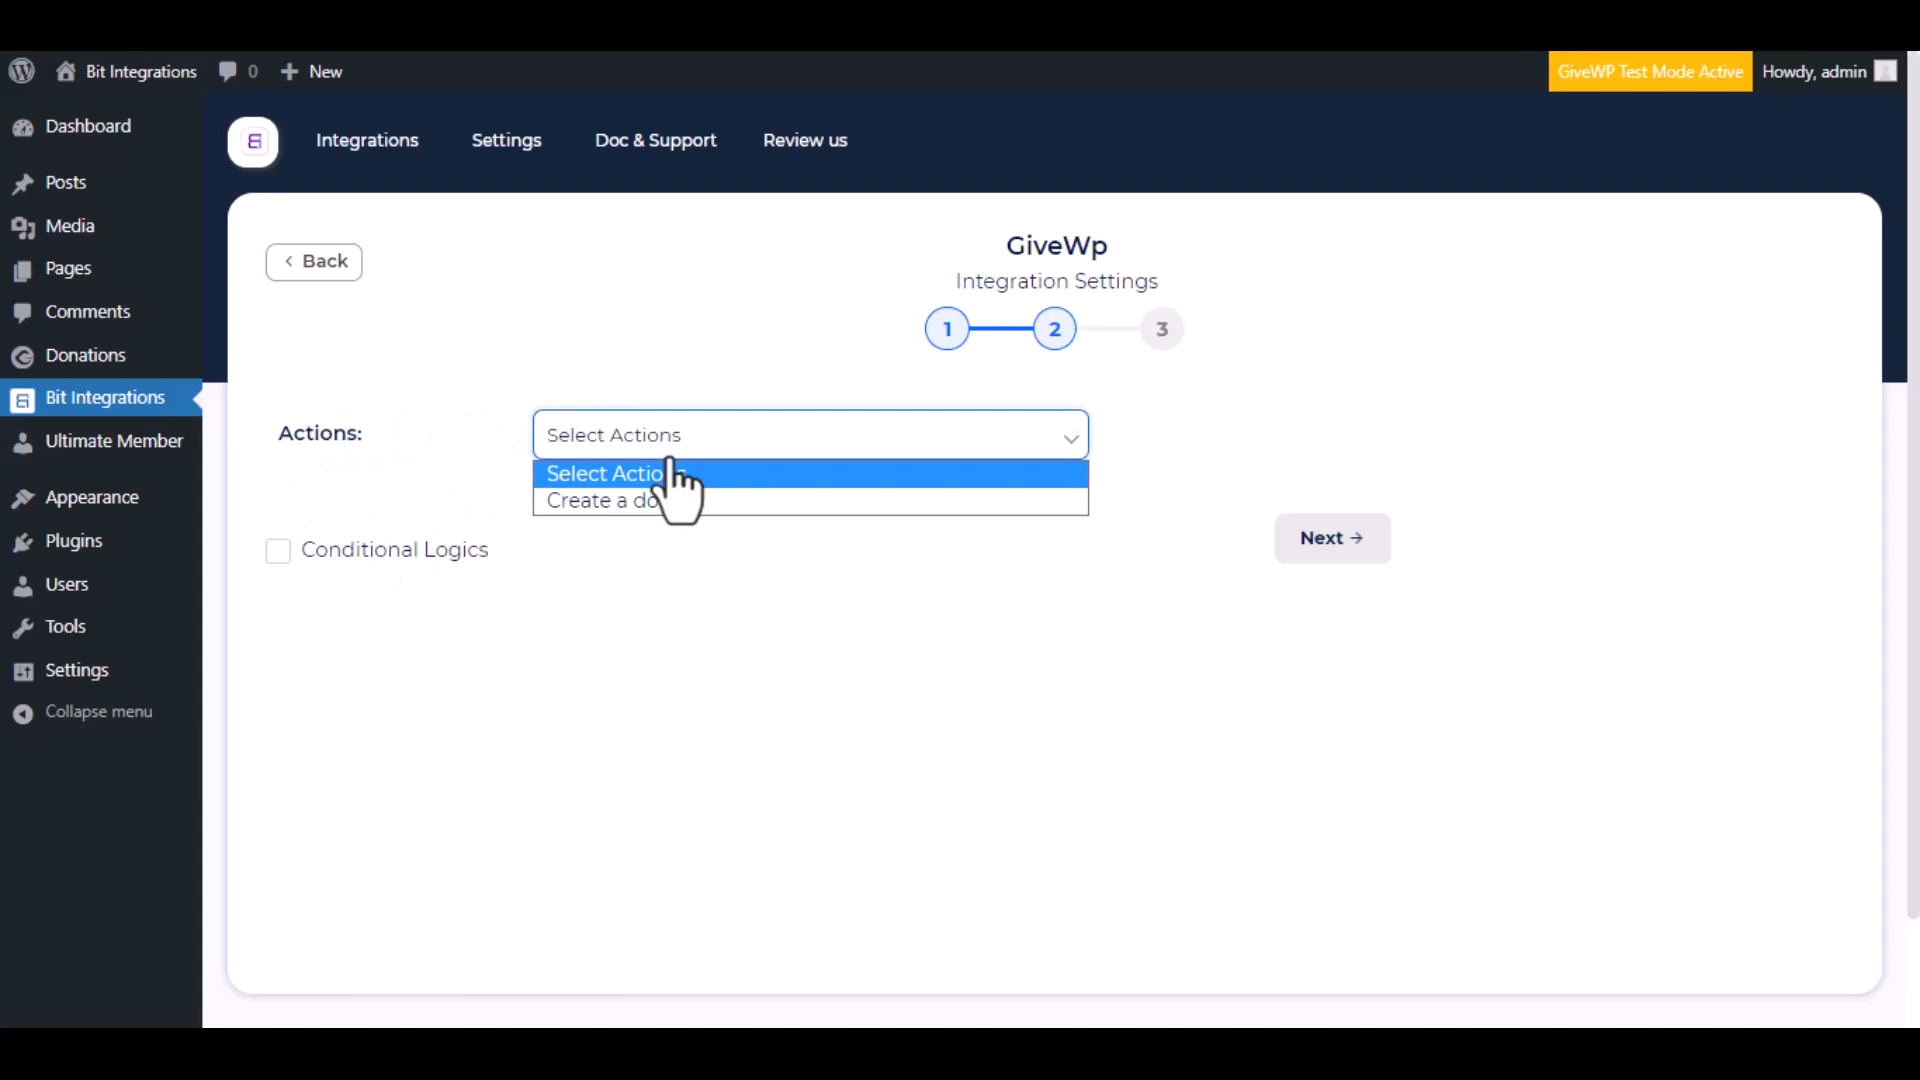 Bit Integrations
0
New
GiveWP Test Mode Active
Howdy, admin
Dashboard
Posts
Media
Pages
Comments
Donations
Bit Integrations
Ultimate Member
Appearance
Plugins
Users
Tools
Settings
Collapse menu
Integrations
Settings
Doc & Support
Review us
Back
GiveWp
Integration Settings
1
2
3
Actions:
Select Actions
Select
Create a
Conditional Logics
Next